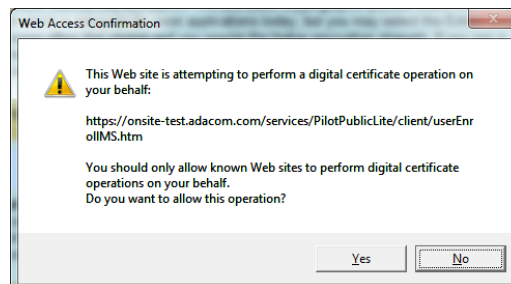 Web Access Confirmation
This Web site is attempting to perform a digital certificate operation on
your behalf:
https://onsite-test.adacom.com/services/PilotPublicLite/client/userEnr
ollMS.htm
You should only allow known Web sites to perform digital certificate
operations on your behalf.
Do you want to allow this operation?
Yes
No